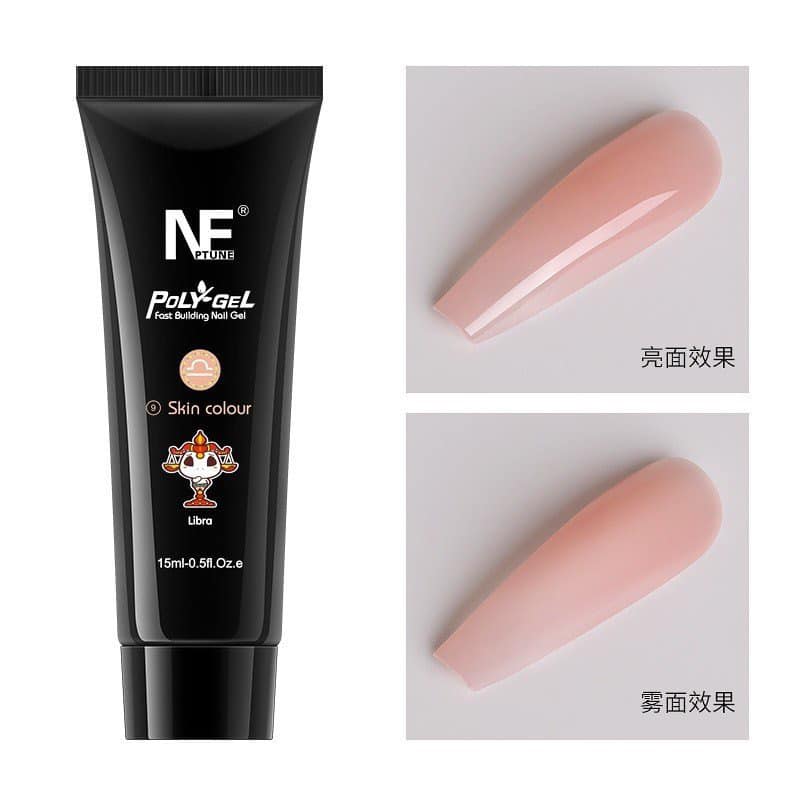 NF®
PTUNE
POLY-GEL
Fast Building Nail Gel
⑨ Skin colour
Libra
15ml-0.5fl.Oz.e
亮面效果
雾面效果